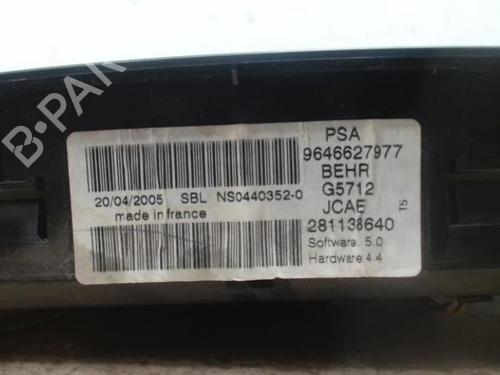 B-PAR
20/04/2005 SBL NS0440352-0
made in france
PSA
9646627977
BEHR
G5712
JCAE
281138640
T5
Software. 5.0
Hardware 4.4